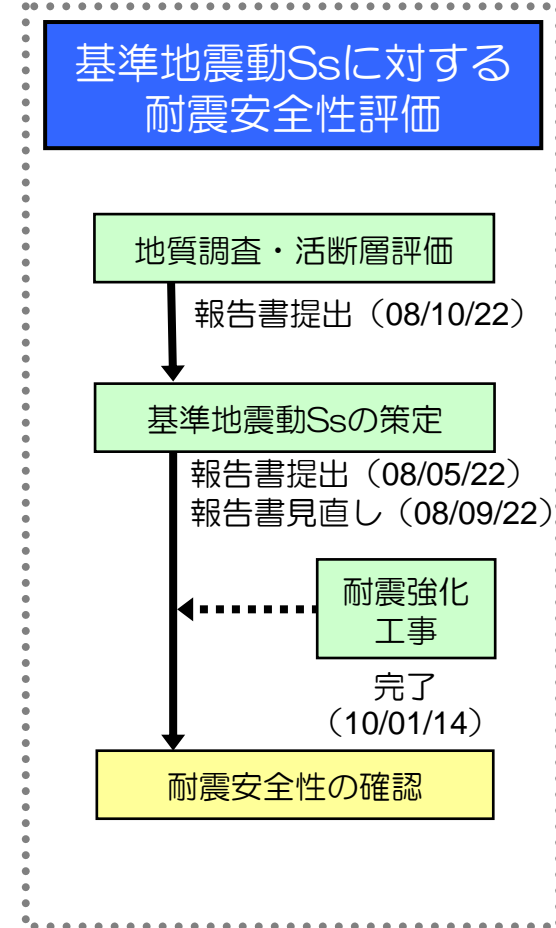 基準地震動Ssに対する
耐震安全性評価
地質調査・活断層評価
報告書提出（08/10/22）
基準地震動Ssの策定
報告書提出（08/05/22）
報告書見直し（08/09/22）
耐震強化
工事
完了
（10/01/14）
耐震安全性の確認